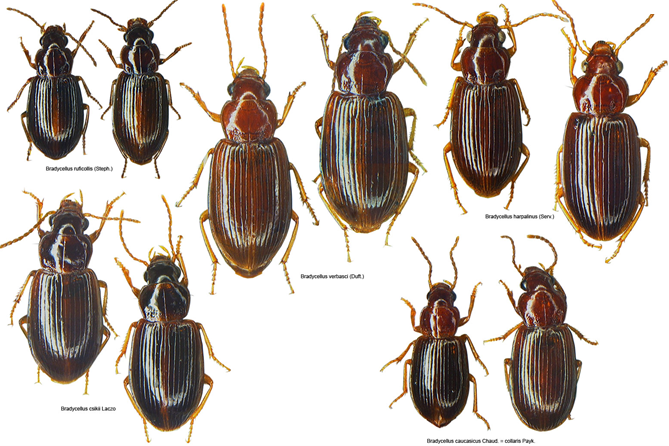 Bradycellus ruficollis (Steph.)
Bradycellus verbasci (Duft.)
Bradycellus harpalinus (Serv.)
Bradycellus csikii Laczo
Bradycellus caucasicus Chaud. = collaris Payk.